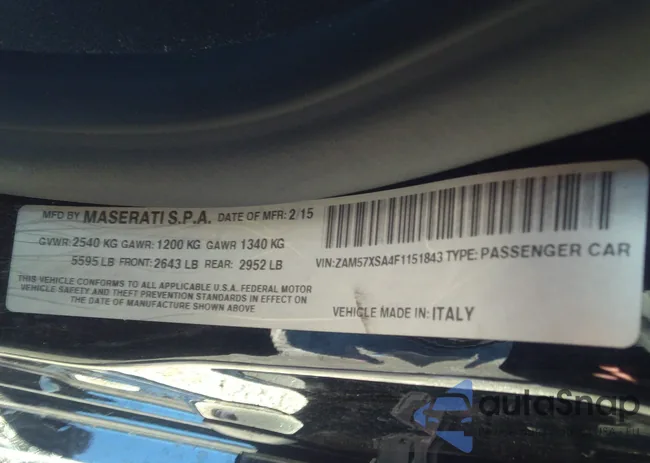 MFD BY MASERATI S.P.A. DATE OF MFR: 2/15
GVWR: 2540 KG GAWR: 1200 KG GAWR 1340 KG
5595 LB FRONT: 2643 LB REAR: 2952 LB
THIS VEHICLE CONFORMS TO ALL APPLICABLE U.S.A. FEDERAL MOTOR
VEHICLE SAFETY AND THEFT PREVENTION STANDARDS IN EFFECT ON
THE DATE OF MANUFACTURE SHOWN ABOVE
VIN: ZAM57XSA4F1151843 TYPE: PASSENGER CAR
VEHICLE MADE IN: ITALY
autoSnap